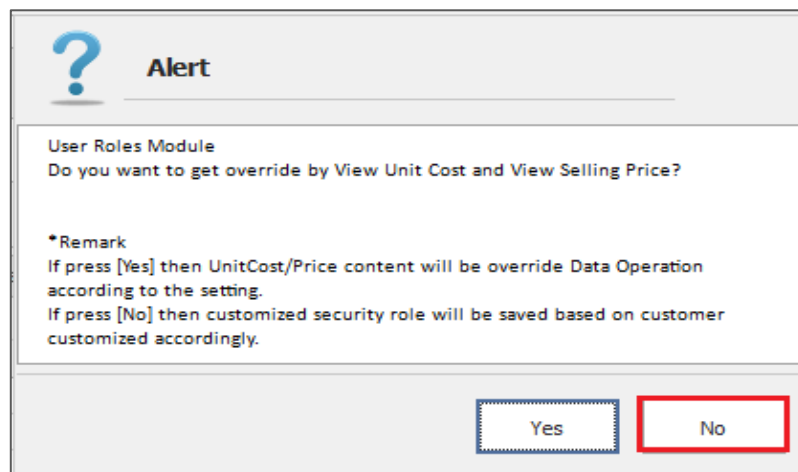 Alert
User Roles Module
Do you want to get override by View Unit Cost and View Selling Price?
*Remark
If press [Yes] then UnitCost/Price content will be override Data Operation
according to the setting.
If press [No] then customized security role will be saved based on customer
customized accordingly.
Yes
No